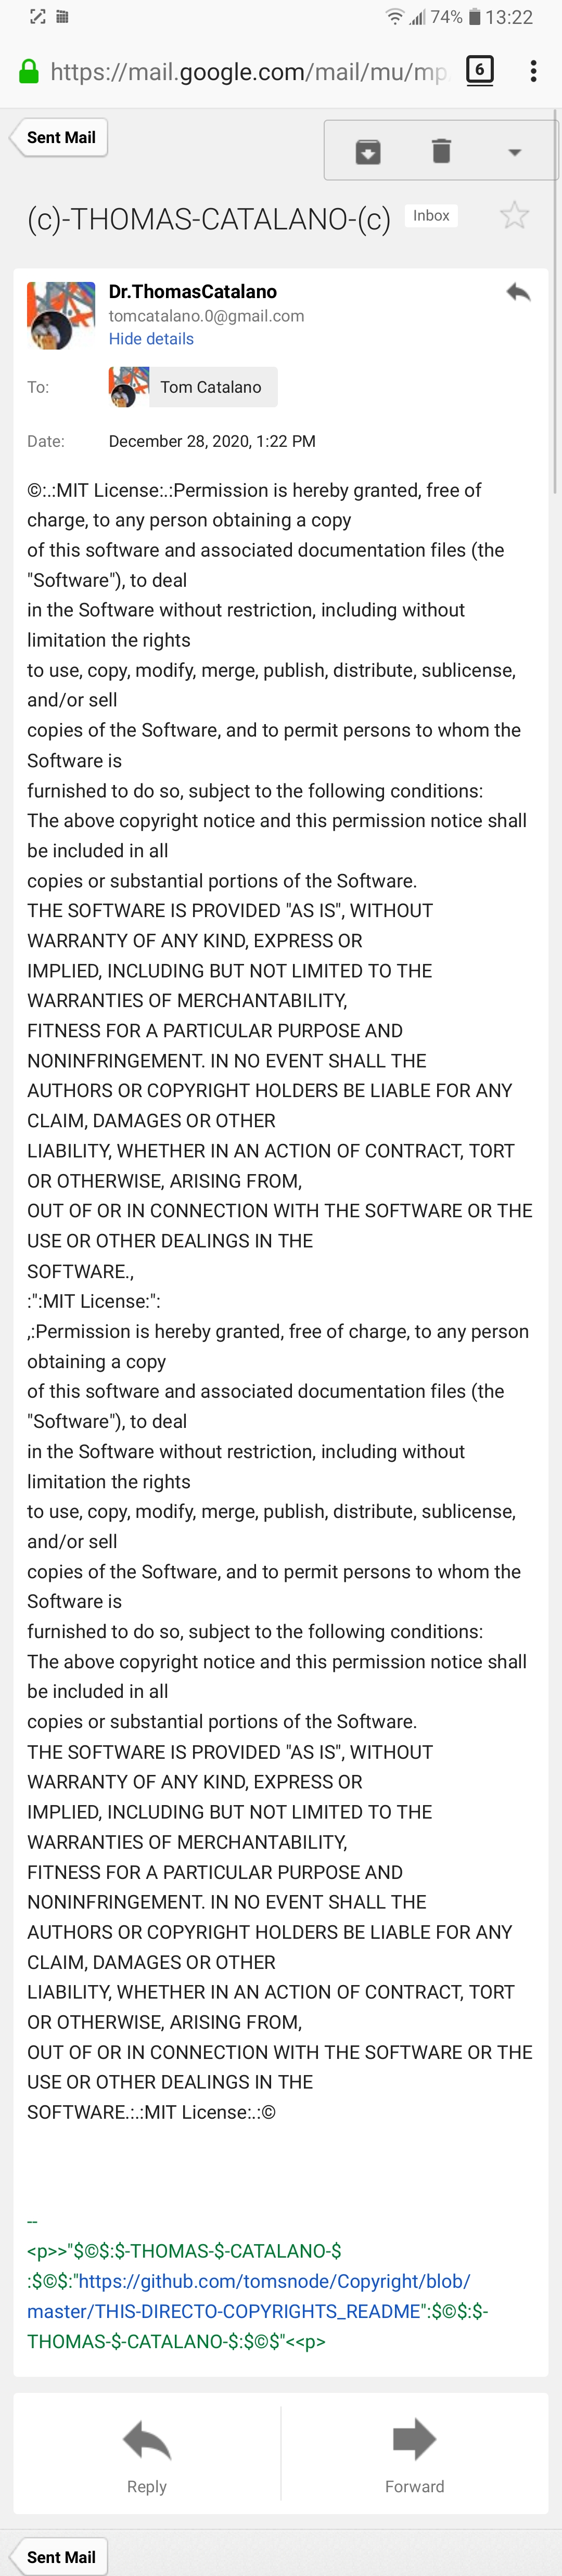 74% 13:22
https://mail.google.com/mail/mu/mp
6
Sent Mail
(c)-THOMAS-CATALANO-(c) Inbox
Dr.ThomasCatalano
tomcatalano.0@gmail.com
Hide details
To: Tom Catalano
Date: December 28, 2020, 1:22 PM
©:.:MIT License:.:Permission is hereby granted, free of
charge, to any person obtaining a copy
of this software and associated documentation files (the
"Software"), to deal
in the Software without restriction, including without
limitation the rights
to use, copy, modify, merge, publish, distribute, sublicense,
and/or sell
copies of the Software, and to permit persons to whom the
Software is
furnished to do so, subject to the following conditions:
The above copyright notice and this permission notice shall
be included in all
copies or substantial portions of the Software.
THE SOFTWARE IS PROVIDED "AS IS", WITHOUT
WARRANTY OF ANY KIND, EXPRESS OR
IMPLIED, INCLUDING BUT NOT LIMITED TO THE
WARRANTIES OF MERCHANTABILITY,
FITNESS FOR A PARTICULAR PURPOSE AND
NONINFRINGEMENT. IN NO EVENT SHALL THE
AUTHORS OR COPYRIGHT HOLDERS BE LIABLE FOR ANY
CLAIM, DAMAGES OR OTHER
LIABILITY, WHETHER IN AN ACTION OF CONTRACT, TORT
OR OTHERWISE, ARISING FROM,
OUT OF OR IN CONNECTION WITH THE SOFTWARE OR THE
USE OR OTHER DEALINGS IN THE
SOFTWARE.,
:":MIT License:":
,:Permission is hereby granted, free of charge, to any person
obtaining a copy
of this software and associated documentation files (the
"Software"), to deal
in the Software without restriction, including without
limitation the rights
to use, copy, modify, merge, publish, distribute, sublicense,
and/or sell
copies of the Software, and to permit persons to whom the
Software is
furnished to do so, subject to the following conditions:
The above copyright notice and this permission notice shall
be included in all
copies or substantial portions of the Software.
THE SOFTWARE IS PROVIDED "AS IS", WITHOUT
WARRANTY OF ANY KIND, EXPRESS OR
IMPLIED, INCLUDING BUT NOT LIMITED TO THE
WARRANTIES OF MERCHANTABILITY,
FITNESS FOR A PARTICULAR PURPOSE AND
NONINFRINGEMENT. IN NO EVENT SHALL THE
AUTHORS OR COPYRIGHT HOLDERS BE LIABLE FOR ANY
CLAIM, DAMAGES OR OTHER
LIABILITY, WHETHER IN AN ACTION OF CONTRACT, TORT
OR OTHERWISE, ARISING FROM,
OUT OF OR IN CONNECTION WITH THE SOFTWARE OR THE
USE OR OTHER DEALINGS IN THE
SOFTWARE.:.:MIT License:.:©
--
<p>>"$©$:$-THOMAS-$-CATALANO-$
:$©$:"https://github.com/tomsnode/Copyright/blob/
master/THIS-DIRECTO-COPYRIGHTS_README":$©$:$-
THOMAS-$-CATALANO-$:$©$"<<p>
Reply Forward
Sent Mail